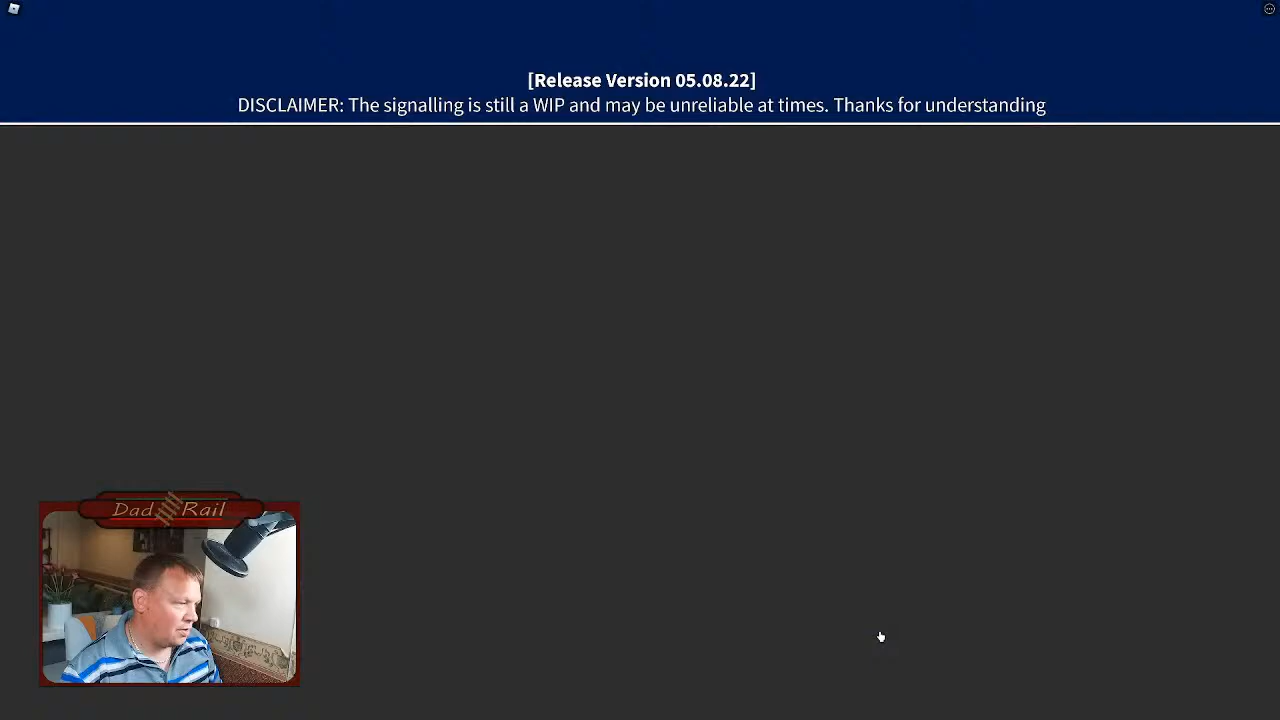 [Release Version 05.08.22]
DISCLAIMER: The signalling is still a WIP and may be unreliable at times. Thanks for understanding
Dad Rail